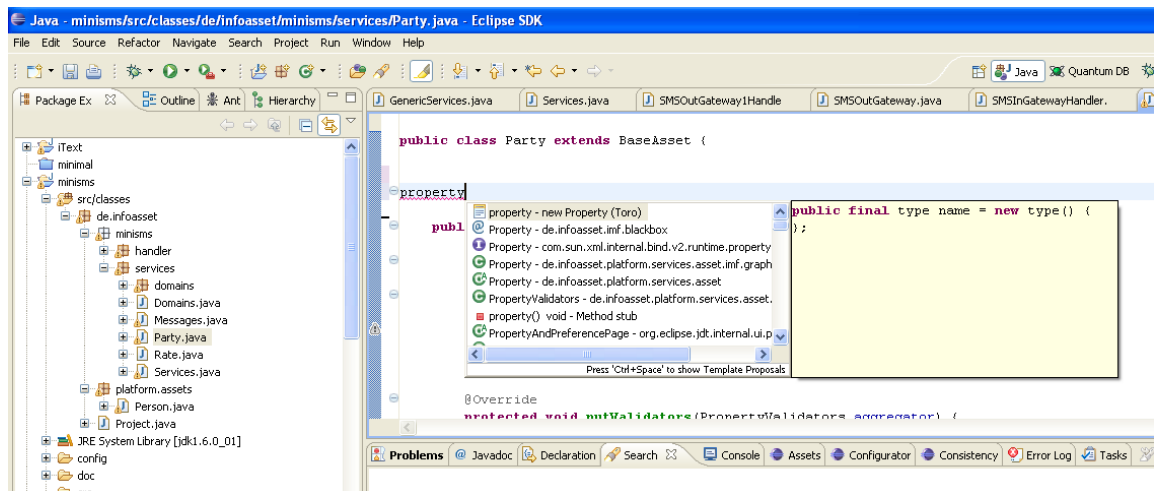 Java - minisms/src/classes/de/infoasset/minisms/services/Party.java - Eclipse SDK
File Edit Source Refactor Navigate Search Project Run Window Help
Java Quantum DB
Package Ex Outline Ant Hierarchy
GenericServices.java Services.java SMSOutGateway1Handle SMSOutGateway.java SMSInGatewayHandler.
iText
minimal
minisms
src/classes
de.infoasset
minisms
handler
services
domains
Domains.java
Messages.java
Party.java
Rate.java
Services.java
platform.assets
Person.java
Project.java
JRE System Library [jdk1.6.0_01]
config
doc
public class Party extends BaseAsset {
property
publ
property - new Property (Toro)
Property - de.infoasset.imf.blackbox
Property - com.sun.xml.internal.bind.v2.runtime.property
Property - de.infoasset.platform.services.asset.imf.graph
Property - de.infoasset.platform.services.asset
PropertyValidators - de.infoasset.platform.services.asset.
property() void - Method stub
PropertyAndPreferencePage - org.eclipse.jdt.internal.ui.p
Press 'Ctrl+Space' to show Template Proposals
public final type name = new type() {
};
@Override
protected void putValidators(PropertyValidators aggregator) {
Problems Javadoc Declaration Search Console Assets Configurator Consistency Error Log Tasks